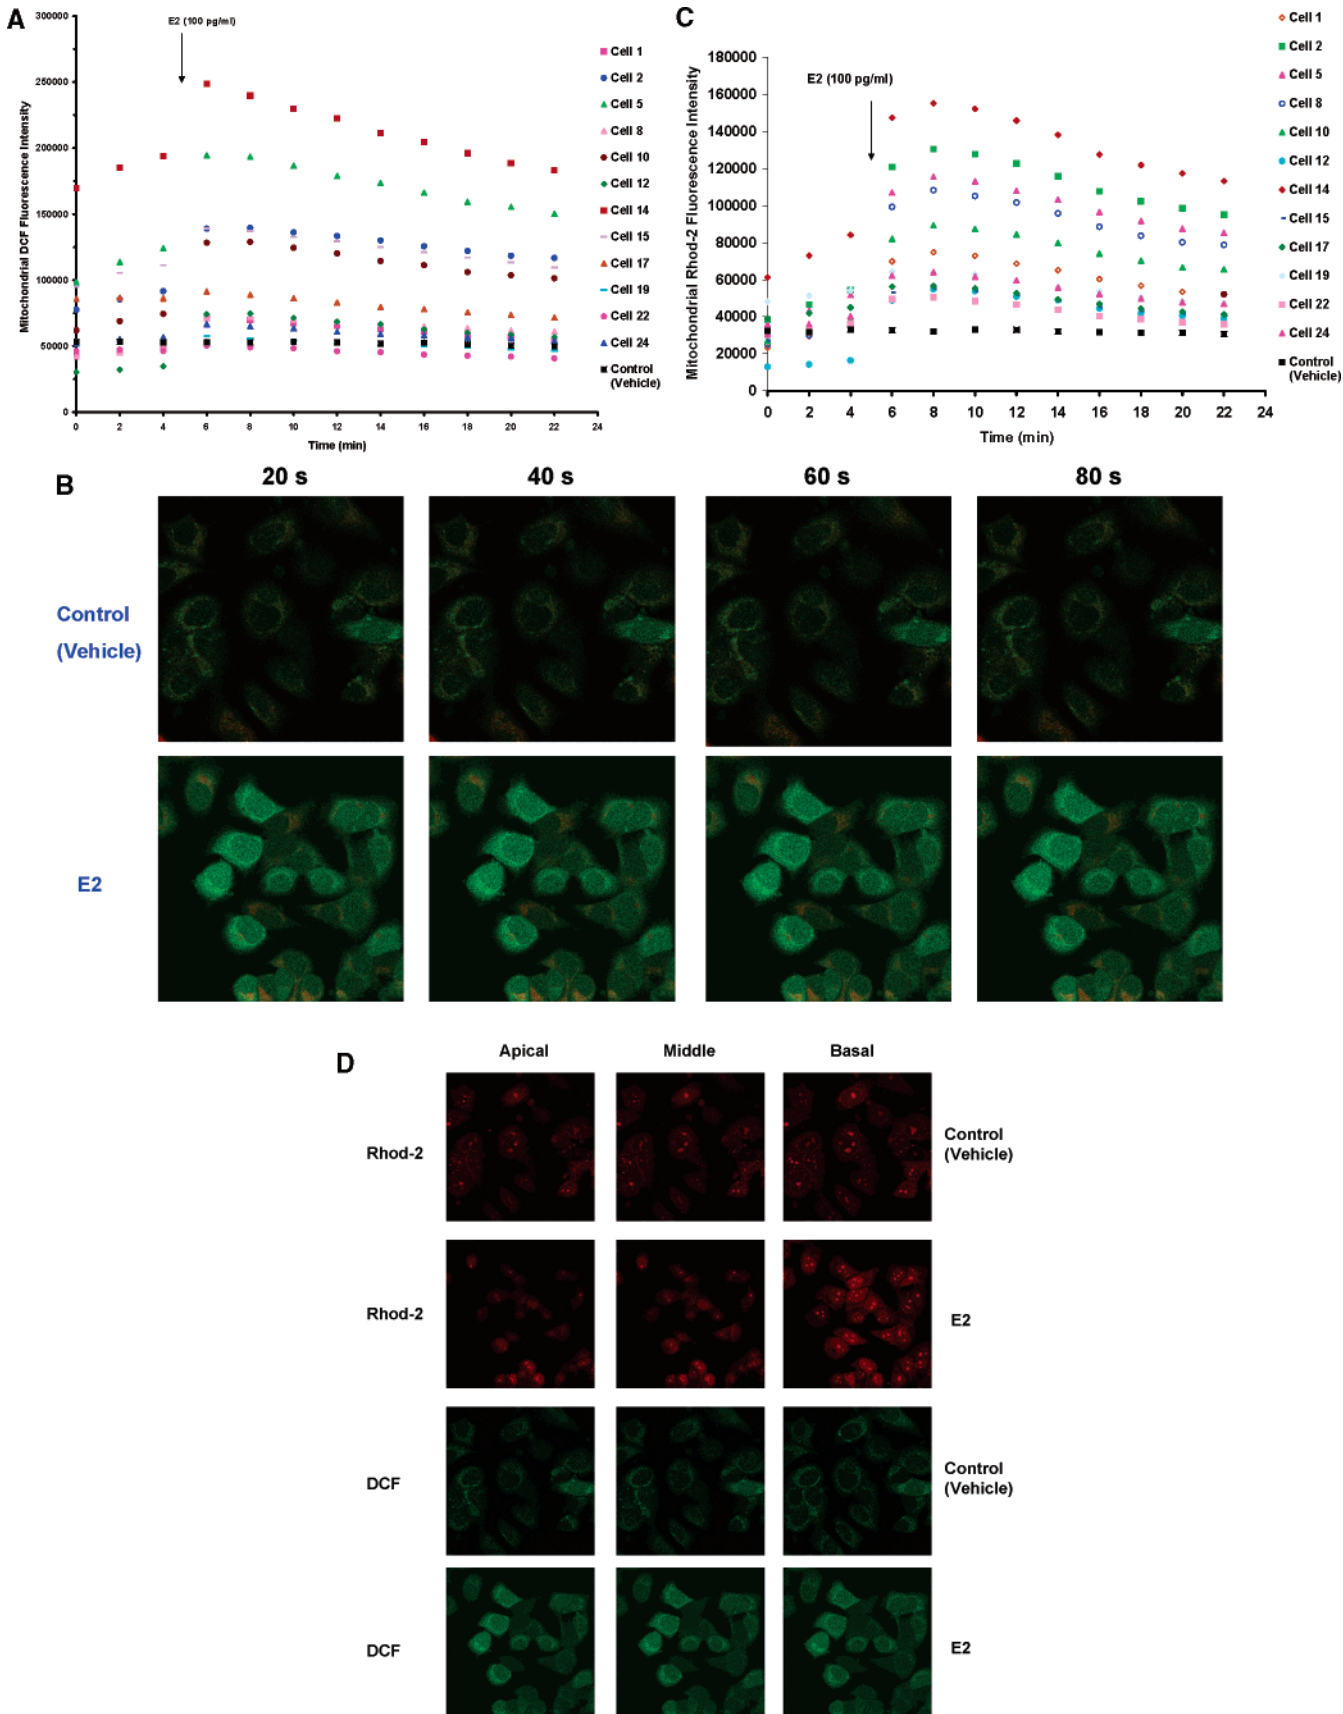 A
E2 (100 pg/ml)
Mitochondrial DCF Fluorescence Intensity
300000
250000
200000
150000
100000
50000
0
0 2 4 6 8 10 12 14 16 18 20 22 24
Time (min)
Cell 1
Cell 2
Cell 5
Cell 8
Cell 10
Cell 12
Cell 14
Cell 15
Cell 17
Cell 19
Cell 22
Cell 24
Control
(Vehicle)
C
E2 (100 pg/ml)
Mitochondrial Rhod-2 Fluorescence Intensity
180000
160000
140000
120000
100000
80000
60000
40000
20000
0
0 2 4 6 8 10 12 14 16 18 20 22 24
Time (min)
Cell 1
Cell 2
Cell 5
Cell 8
Cell 10
Cell 12
Cell 14
Cell 15
Cell 17
Cell 19
Cell 22
Cell 24
Control
(Vehicle)
B
20 s 40 s 60 s 80 s
Control
(Vehicle)
E2
D
Apical Middle Basal
Rhod-2
Control
(Vehicle)
Rhod-2
E2
DCF
Control
(Vehicle)
DCF
E2